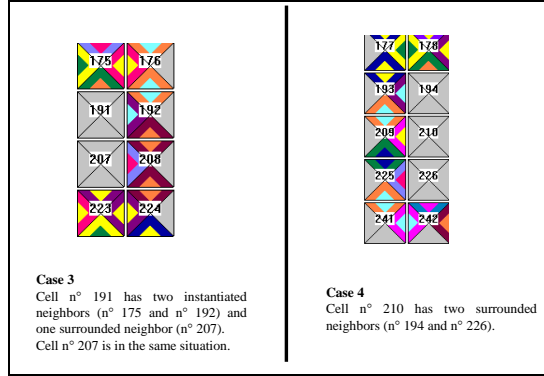 175 176
191 192
207 208
223 224
Case 3
Cell n° 191 has two instantiated
neighbors (n° 175 and n° 192) and
one surrounded neighbor (n° 207).
Cell n° 207 is in the same situation.
177 178
193 194
209 210
225 226
241 242
Case 4
Cell n° 210 has two surrounded
neighbors (n° 194 and n° 226).